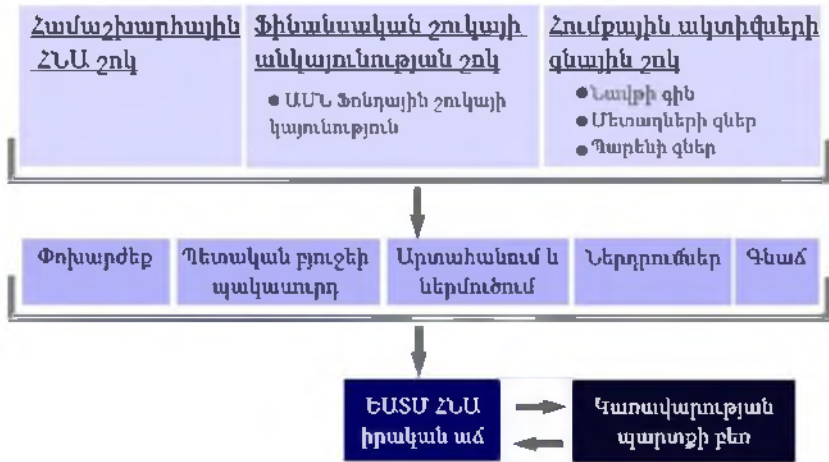 Համաշխարհային
ՀՆԱ շոկ
Ֆինանսական շուկայի
անկայունության շոկ
● ԱՄՆ Ֆոնդային շուկայի
կայունություն
Հումքային ակտիվների
գնային շոկ
● Նավթի գին
● Մետաղների գներ
● Պարենի գներ
Փոխարժեք
Պետական բյուջեի
պակասուրդ
Արտահանում և
ներմուծում
Ներդրումներ
Գնաճ
ԵԱՏՄ ՀՆԱ
իրական աճ
Կառավարության
պարտքի բեռ